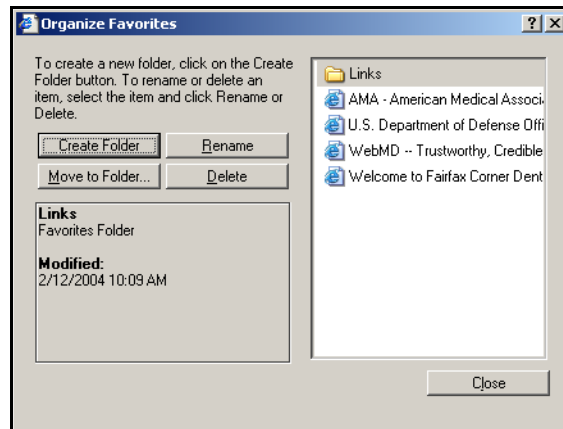 Organize Favorites
To create a new folder, click on the Create
Folder button. To rename or delete an
item, select the item and click Rename or
Delete.
Create Folder
Rename
Move to Folder...
Delete
Links
Favorites Folder
Modified:
2/12/2004 10:09 AM
Links
AMA - American Medical Associ
U.S. Department of Defense Offi
WebMD -- Trustworthy, Credible
Welcome to Fairfax Corner Dent
Close